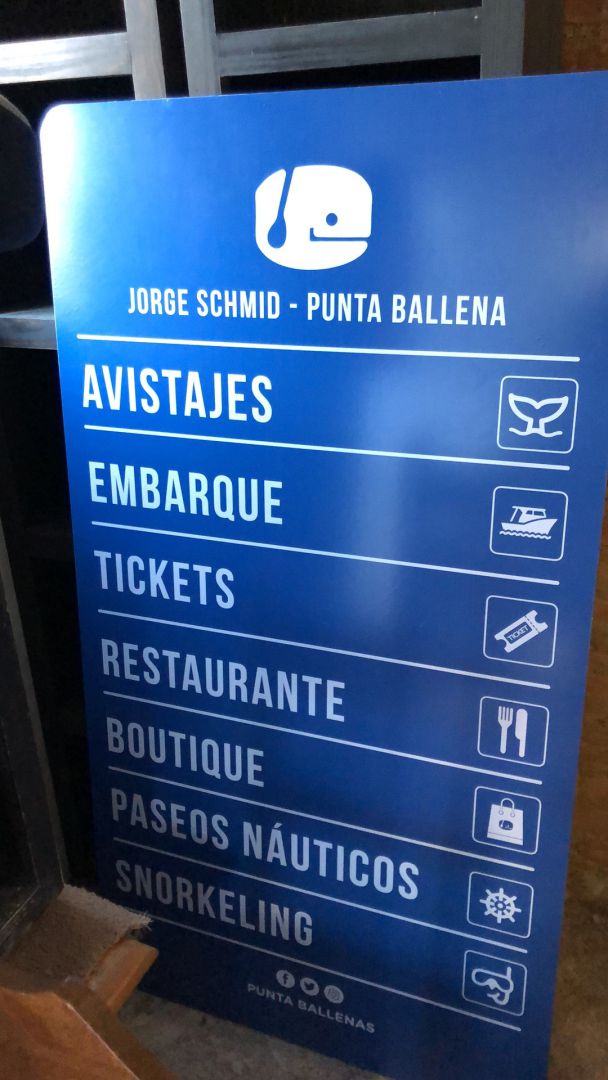 JORGE SCHMID - PUNTA BALLENA
AVISTAJES
EMBARQUE
TICKETS
TICKET
RESTAURANTE
BOUTIQUE
PASEOS NÁUTICOS
SNORKELING
PUNTA BALLENAS